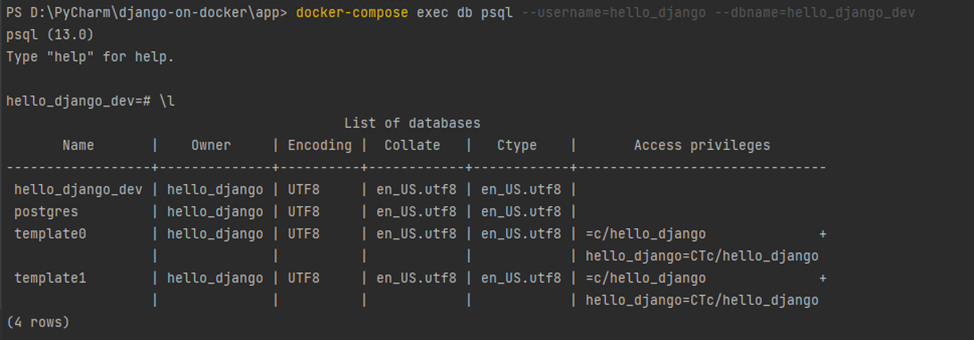 PS D:\PyCharm\django-on-docker\app> docker-compose exec db psql --username=hello_django --dbname=hello_django_dev
psql (13.0)
Type "help" for help.

hello_django_dev=# \l
                                          List of databases
       Name       |    Owner     | Encoding |  Collate   |   Ctype    |       Access privileges
------------------+--------------+----------+------------+------------+-------------------------------
 hello_django_dev | hello_django | UTF8     | en_US.utf8 | en_US.utf8 |
 postgres         | hello_django | UTF8     | en_US.utf8 | en_US.utf8 |
 template0        | hello_django | UTF8     | en_US.utf8 | en_US.utf8 | =c/hello_django              +
                  |              |          |            |            | hello_django=CTc/hello_django
 template1        | hello_django | UTF8     | en_US.utf8 | en_US.utf8 | =c/hello_django              +
                  |              |          |            |            | hello_django=CTc/hello_django
(4 rows)